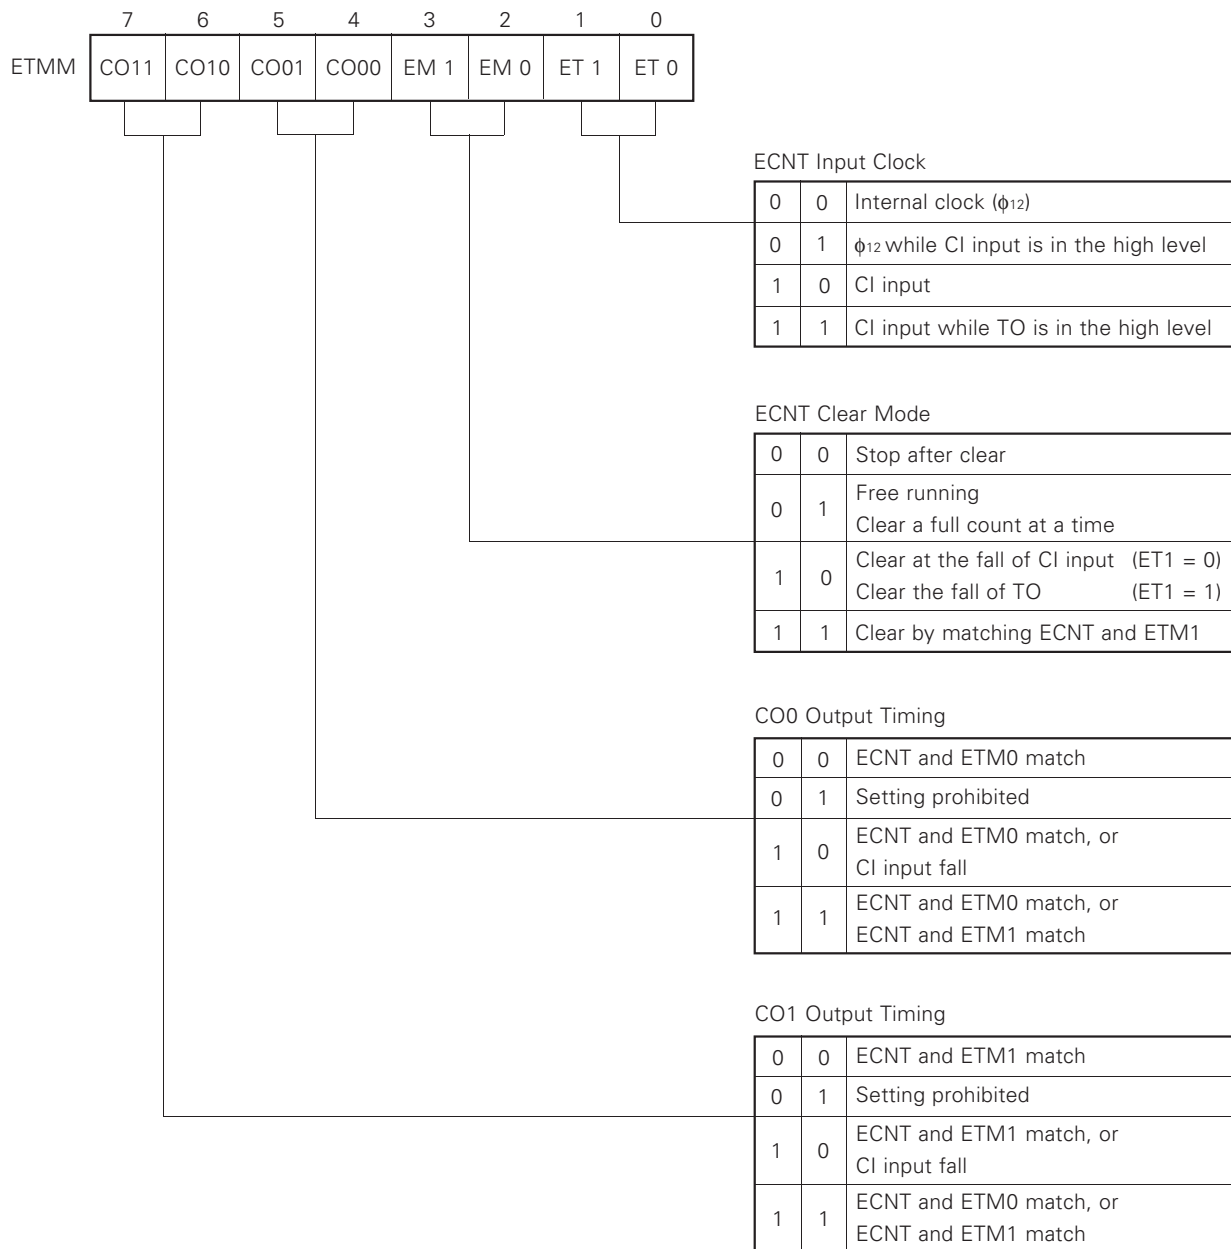 7 6 5 4 3 2 1 0
ETMM CO11 CO10 CO01 CO00 EM 1 EM 0 ET 1 ET 0
ECNT Input Clock
0 0 Internal clock (ϕ12)
0 1 ϕ12 while CI input is in the high level
1 0 CI input
1 1 CI input while TO is in the high level
ECNT Clear Mode
0 0 Stop after clear
0 1 Free running
Clear a full count at a time
1 0 Clear at the fall of CI input (ET1 = 0)
Clear the fall of TO (ET1 = 1)
1 1 Clear by matching ECNT and ETM1
CO0 Output Timing
0 0 ECNT and ETM0 match
0 1 Setting prohibited
1 0 ECNT and ETM0 match, or
CI input fall
1 1 ECNT and ETM0 match, or
ECNT and ETM1 match
CO1 Output Timing
0 0 ECNT and ETM1 match
0 1 Setting prohibited
1 0 ECNT and ETM1 match, or
CI input fall
1 1 ECNT and ETM0 match, or
ECNT and ETM1 match